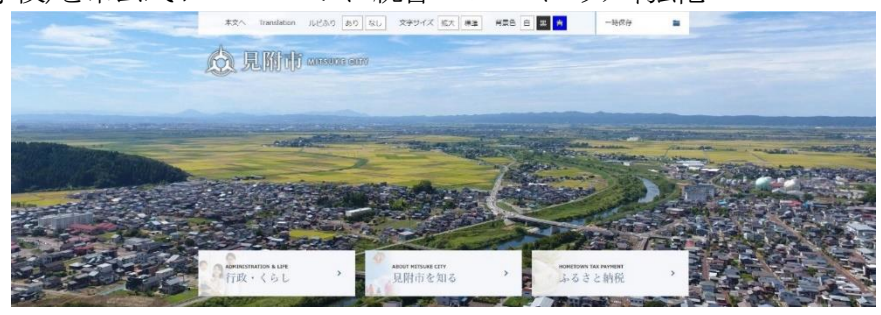 本文へ Translation ルビふり あり なし 文字サイズ 拡大 標準 背景色 白 黒 青 一時保存
見附市 MITSUKE CITY
ADMINISTRATION & LIFE ABOUT MITSUKE CITY HOMETOWN TAX PAYMENT
行政・くらし 見附市を知る ふるさと納税